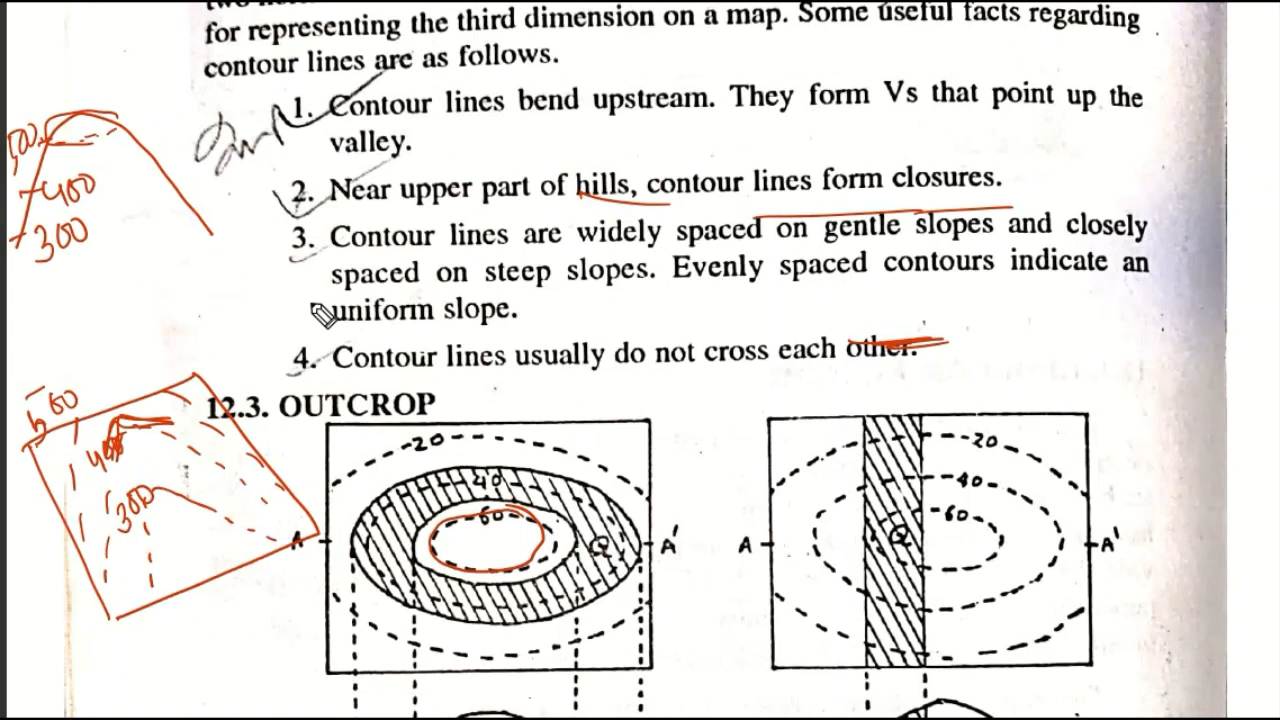 for representing the third dimension on a map. Some useful facts regarding
contour lines are as follows.
1. Contour lines bend upstream. They form Vs that point up the
valley.
2. Near upper part of hills, contour lines form closures.
3. Contour lines are widely spaced on gentle slopes and closely
spaced on steep slopes. Evenly spaced contours indicate an
uniform slope.
4. Contour lines usually do not cross each other.
400
300
12.3. OUTCROP
300
20
40
60
A
Q
A'
20
40
60
A
Q
A'